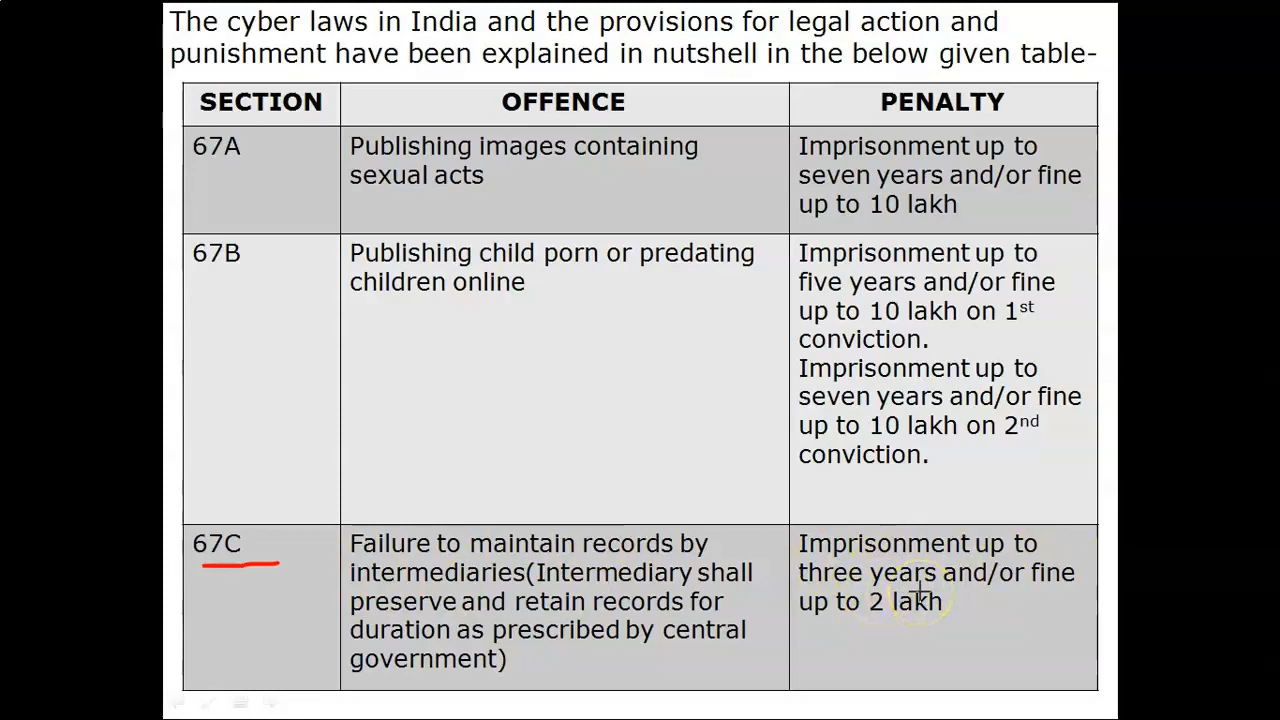 The cyber laws in India and the provisions for legal action and
punishment have been explained in nutshell in the below given table-
SECTION OFFENCE PENALTY
67A
Publishing images containing
sexual acts
Imprisonment up to
seven years and/or fine
up to 10 lakh
67B
Publishing child porn or predating
children online
Imprisonment up to
five years and/or fine
up to 10 lakh on 1st
conviction.
Imprisonment up to
seven years and/or fine
up to 10 lakh on 2nd
conviction.
67C
Failure to maintain records by
intermediaries(Intermediary shall
preserve and retain records for
duration as prescribed by central
government)
Imprisonment up to
three years and/or fine
up to 2 lakh